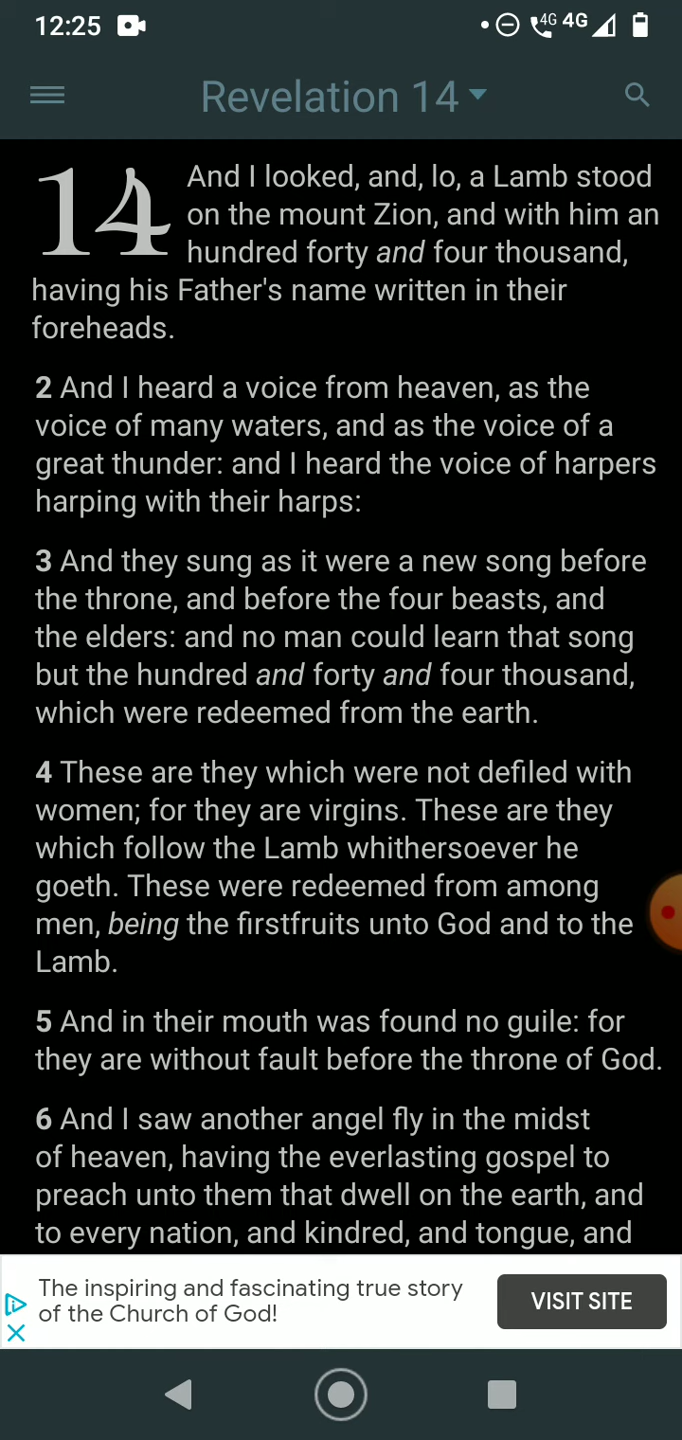 12:25
4G 4G
Revelation 14
14 And I looked, and, lo, a Lamb stood
on the mount Zion, and with him an
hundred forty and four thousand,
having his Father's name written in their
foreheads.
2 And I heard a voice from heaven, as the
voice of many waters, and as the voice of a
great thunder: and I heard the voice of harpers
harping with their harps:
3 And they sung as it were a new song before
the throne, and before the four beasts, and
the elders: and no man could learn that song
but the hundred and forty and four thousand,
which were redeemed from the earth.
4 These are they which were not defiled with
women; for they are virgins. These are they
which follow the Lamb whithersoever he
goeth. These were redeemed from among
men, being the firstfruits unto God and to the
Lamb.
5 And in their mouth was found no guile: for
they are without fault before the throne of God.
6 And I saw another angel fly in the midst
of heaven, having the everlasting gospel to
preach unto them that dwell on the earth, and
to every nation, and kindred, and tongue, and
The inspiring and fascinating true story
of the Church of God!
VISIT SITE